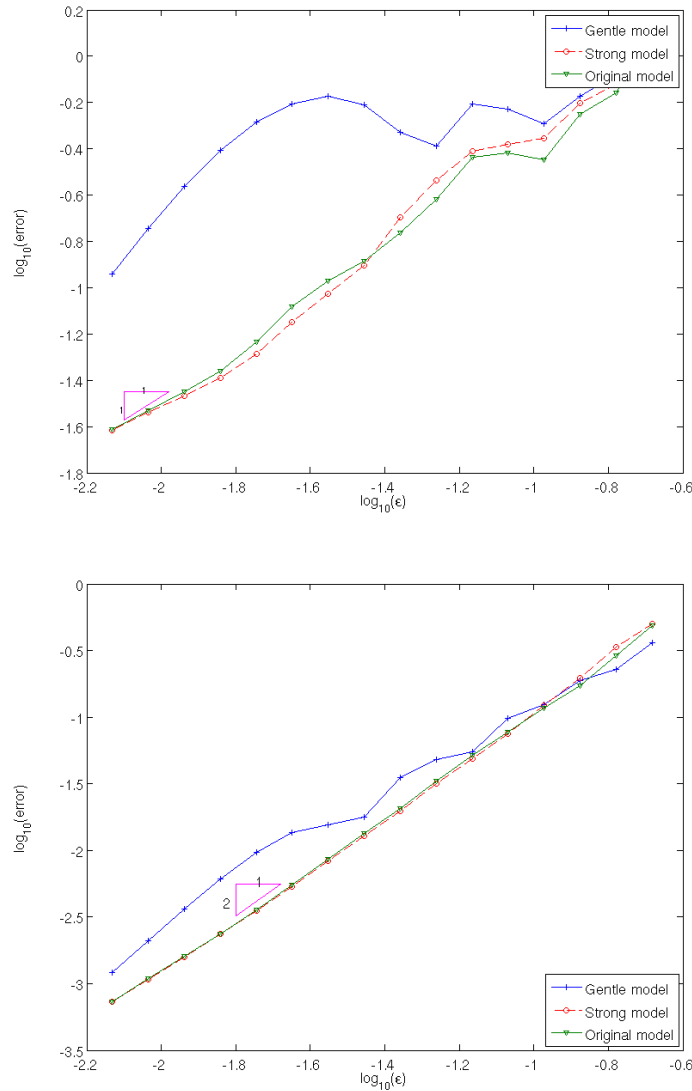 0.2
0
-0.2
-0.4
-0.6
-0.8
-1
-1.2
-1.4
-1.6
-1.8
log10(error)
Gentle model
Strong model
Original model
1
1
-2.2 -2 -1.8 -1.6 -1.4 -1.2 -1 -0.8 -0.6
log10(ε)
0
-0.5
-1
-1.5
-2
-2.5
-3
-3.5
log10(error)
1
2
Gentle model
Strong model
Original model
-2.2 -2 -1.8 -1.6 -1.4 -1.2 -1 -0.8 -0.6
log10(ε)